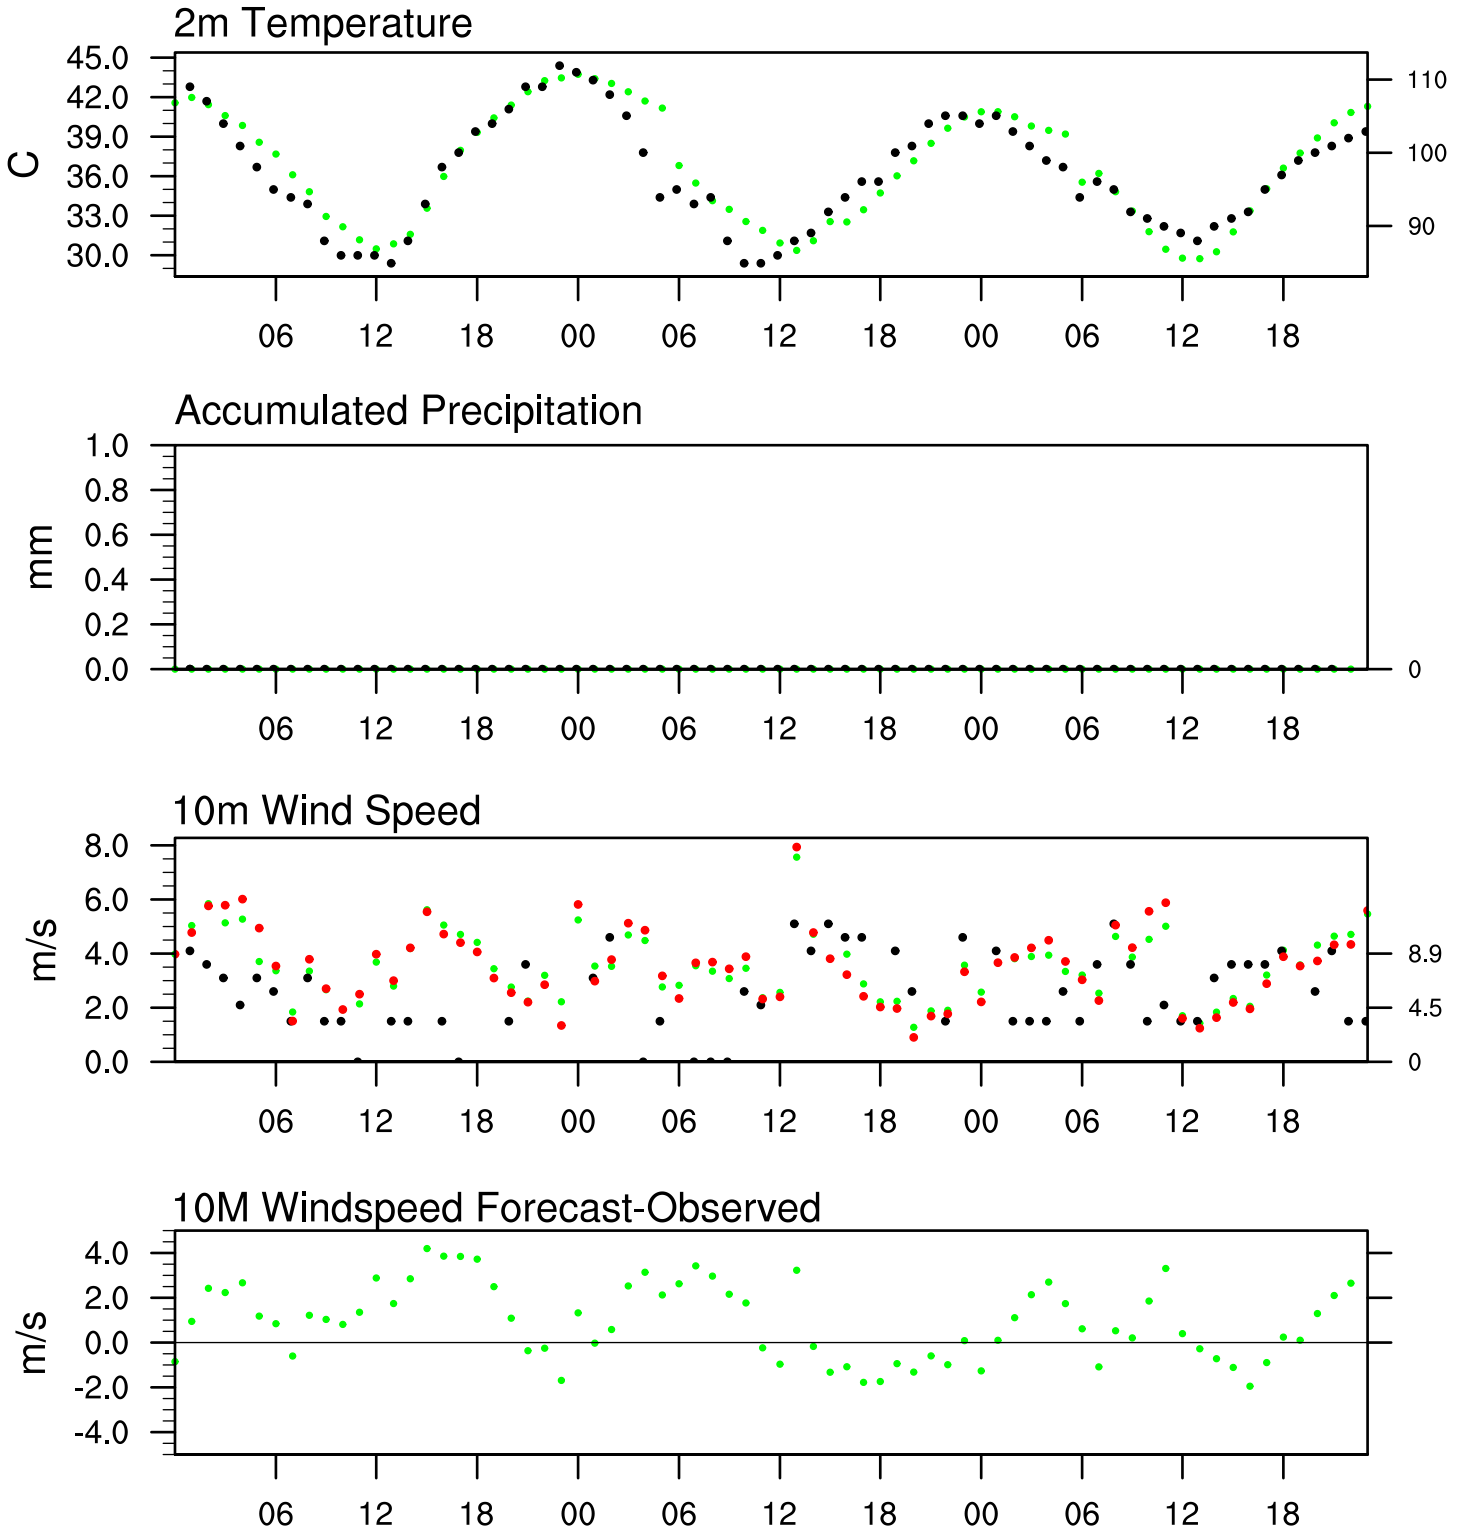 2m Temperature
45.0
42.0
39.0
36.0
33.0
30.0
C
110
100
90
06 12 18 00 06 12 18 00 06 12 18
Accumulated Precipitation
1.0
0.8
0.6
0.4
0.2
0.0
mm
0
06 12 18 00 06 12 18 00 06 12 18
10m Wind Speed
8.0
6.0
4.0
2.0
0.0
m/s
8.9
4.5
0
06 12 18 00 06 12 18 00 06 12 18
10M Windspeed Forecast-Observed
4.0
2.0
0.0
-2.0
-4.0
m/s
06 12 18 00 06 12 18 00 06 12 18